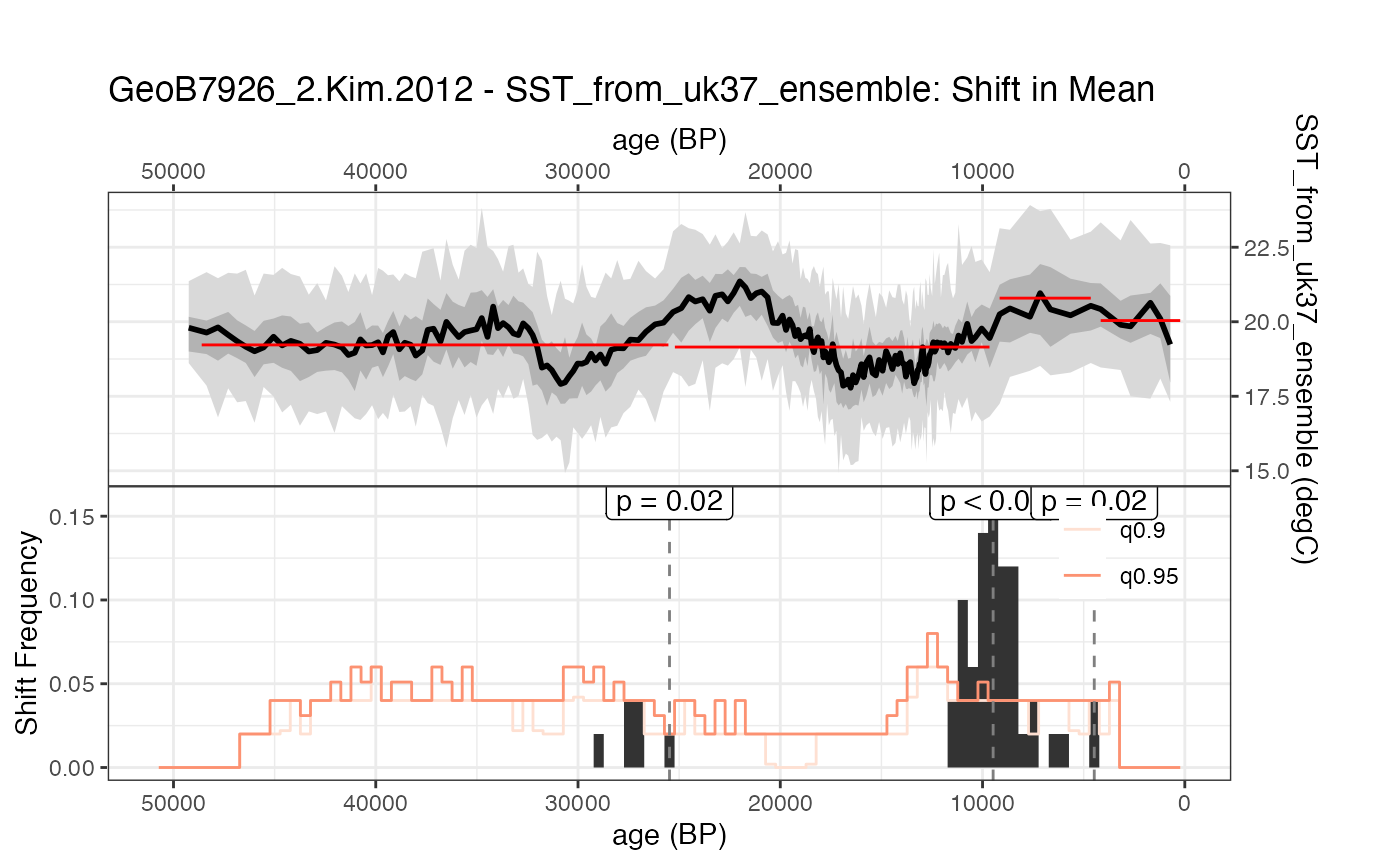 GeoB7926_2.Kim.2012 - SST_from_uk37_ensemble: Shift in Mean
age (BP)
50000 40000 30000 20000 10000 0
SST_from_uk37_ensemble (degC)
22.5
20.0
17.5
15.0
p = 0.02 p < 0.0 p = 0.02
Shift Frequency
0.15
0.10
0.05
0.00
q0.9
q0.95
50000 40000 30000 20000 10000 0
age (BP)